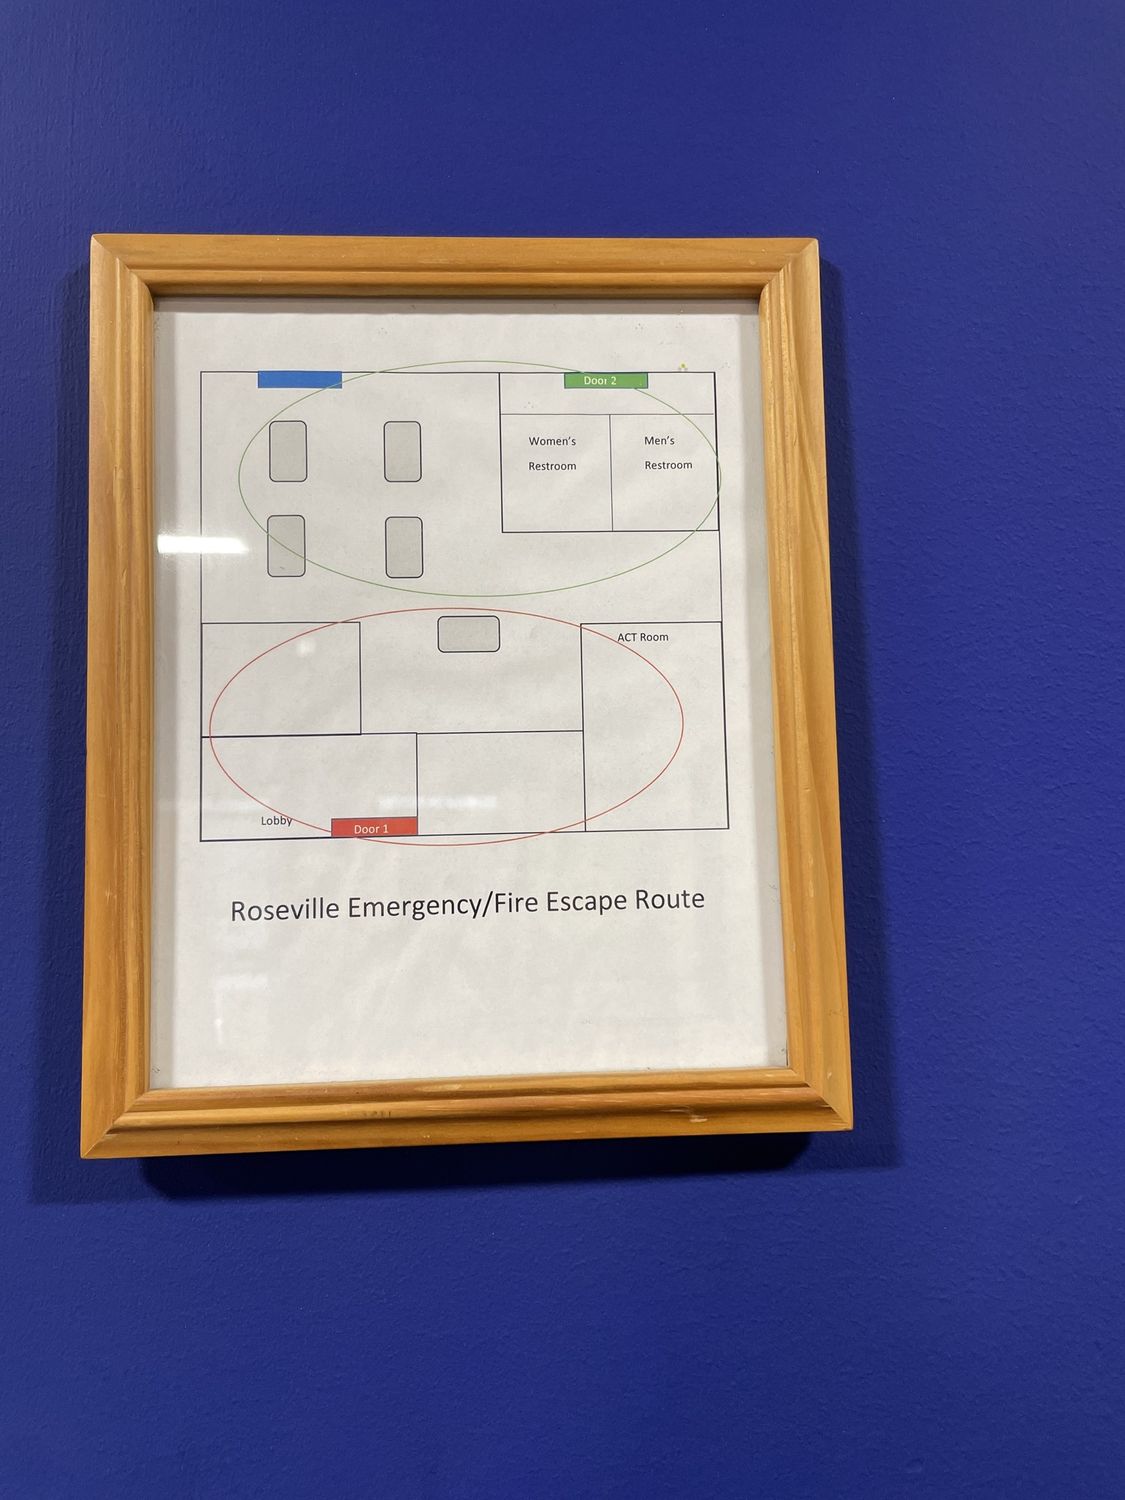 Door 2
Women's
Restroom
Men's
Restroom
ACT Room
Lobby
Door 1
Roseville Emergency/Fire Escape Route